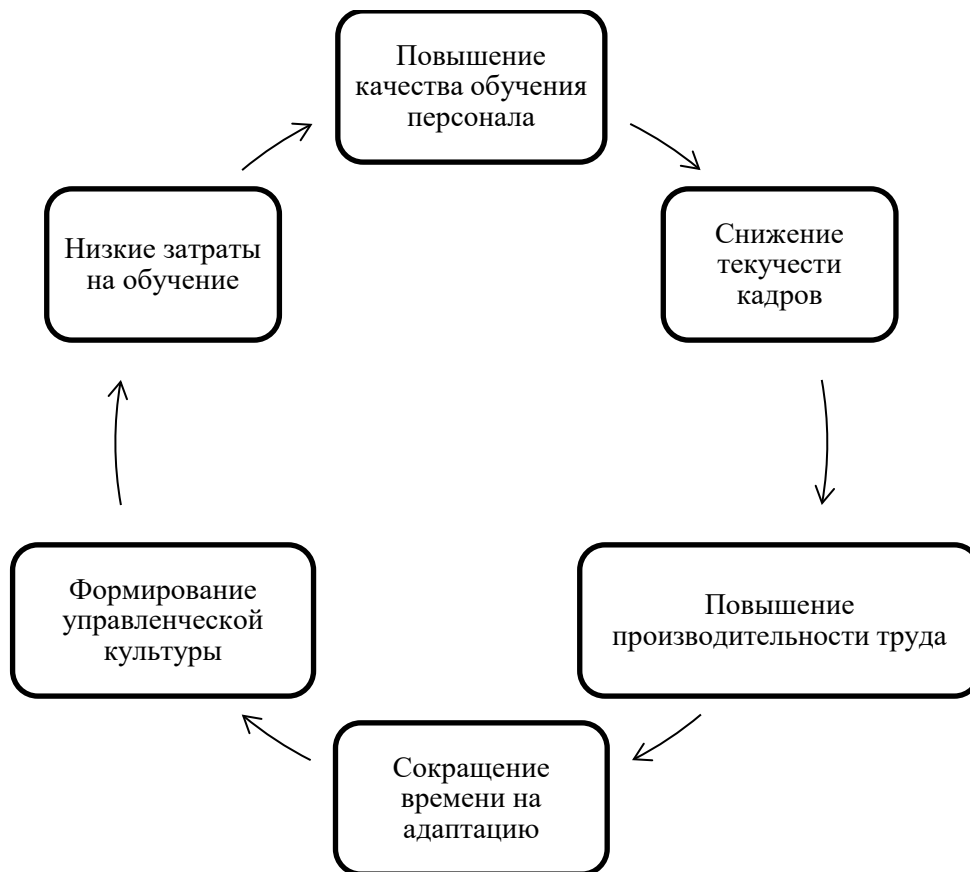 Повышение
качества обучения
персонала
Снижение
текучести
кадров
Повышение
производительности труда
Сокращение
времени на
адаптацию
Формирование
управленческой
культуры
Низкие затраты
на обучение